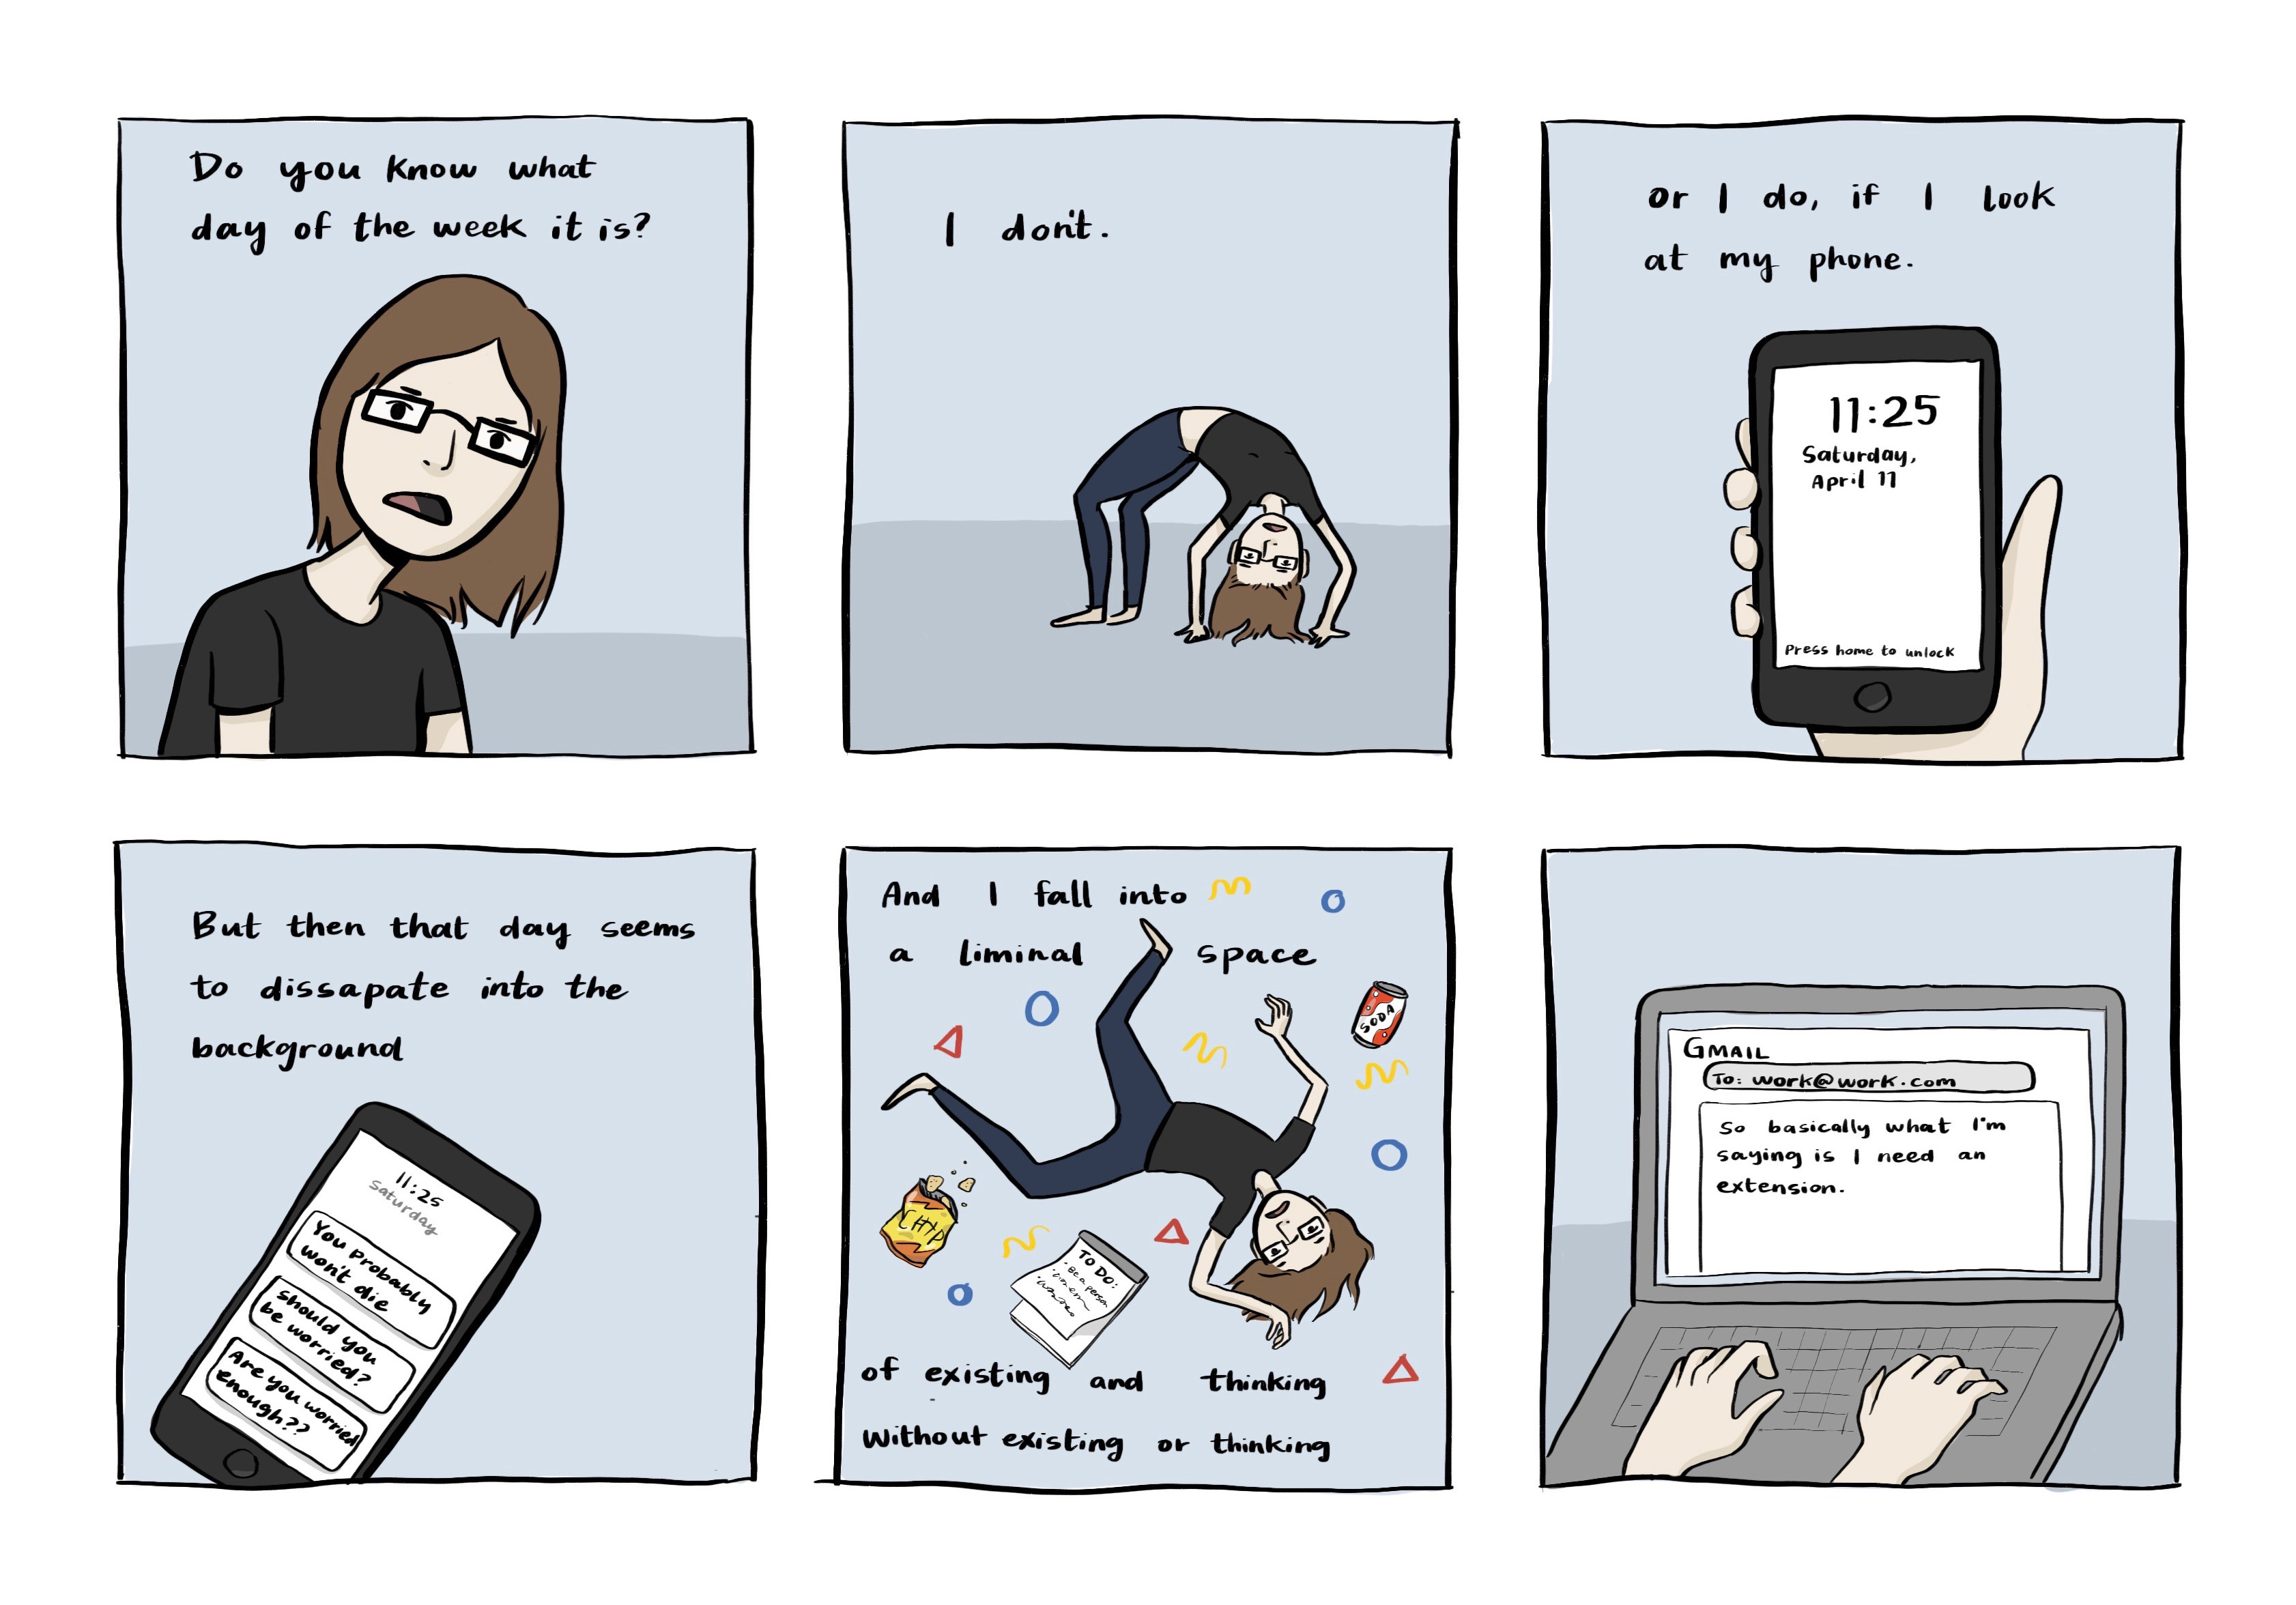 Do you know what
day of the week it is?
I don't.
or I do, if I look
at my phone.
11:25
Saturday,
April 11
Press home to unlock
But then that day seems
to dissapate into the
background
11:25
saturday
You probably
won't die
should you
be worried?
Are you worried
enough??
And I fall into
a liminal space
SODA
CHIP
TO DO:
• Be a person
of existing and thinking
without existing or thinking
GMAIL
To: work@work.com
So basically what I'm
saying is I need an
extension.